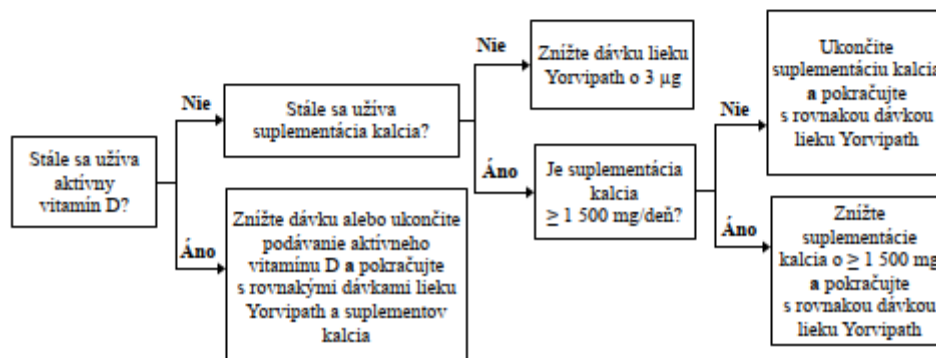 Stále sa užíva
aktívny
vitamín D?
Nie
Áno
Stále sa užíva
suplementácia kalcia?
Znížte dávku alebo ukončite
podávanie aktívneho
vitamínu D a pokračujte
s rovnakými dávkami lieku
Yorvipath a suplementov
kalcia
Nie
Áno
Znížte dávku lieku
Yorvipath o 3 μg
Je suplementácia
kalcia
≥ 1 500 mg/deň?
Nie
Áno
Ukončite
suplementáciu kalcia
a pokračujte
s rovnakou dávkou
lieku Yorvipath
Znížte
suplementácie
kalcia o ≥ 1 500 mg
a pokračujte
s rovnakou dávkou
lieku Yorvipath